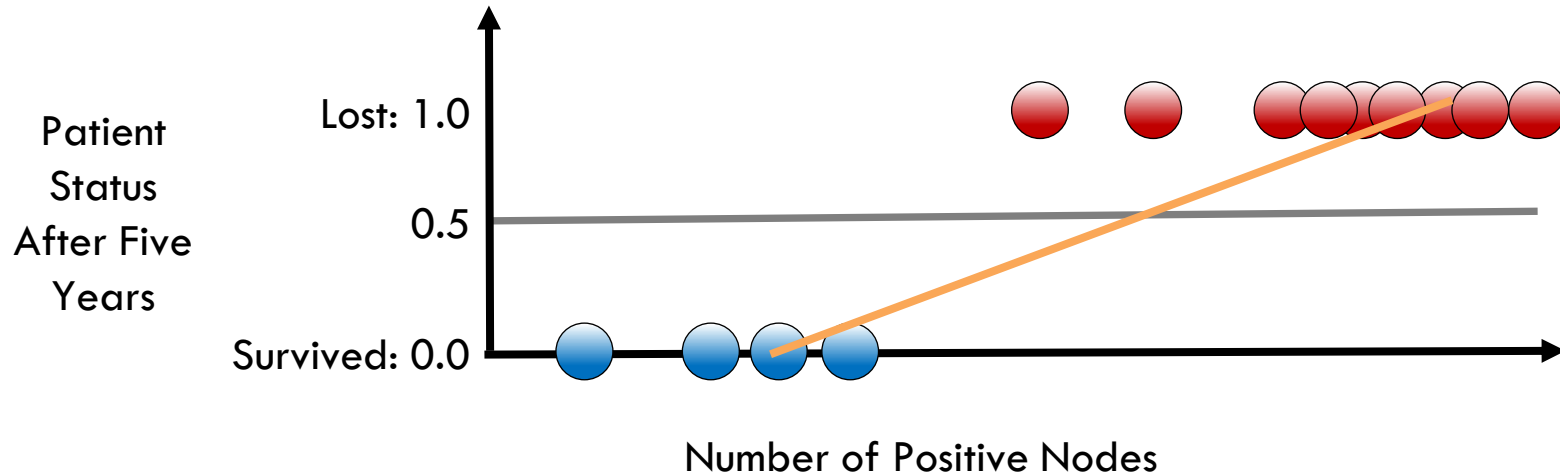 Patient
Status
After Five
Years
Lost: 1.0
0.5
Survived: 0.0
Number of Positive Nodes